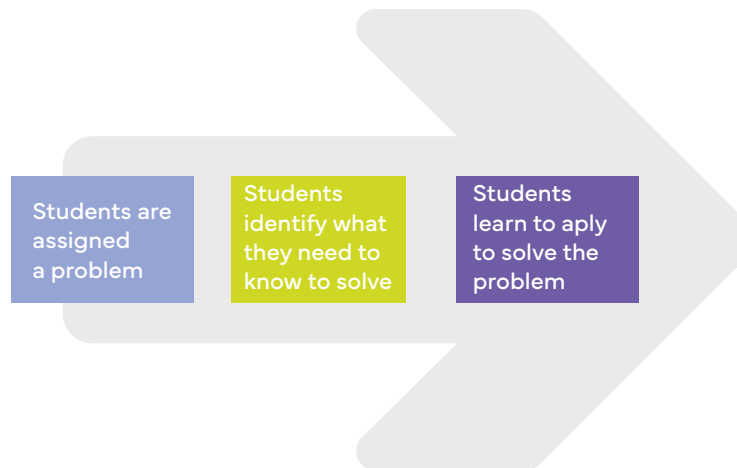 Students are
assigned
a problem
Students
identify what
they need to
know to solve
Students
learn to aply
to solve the
problem